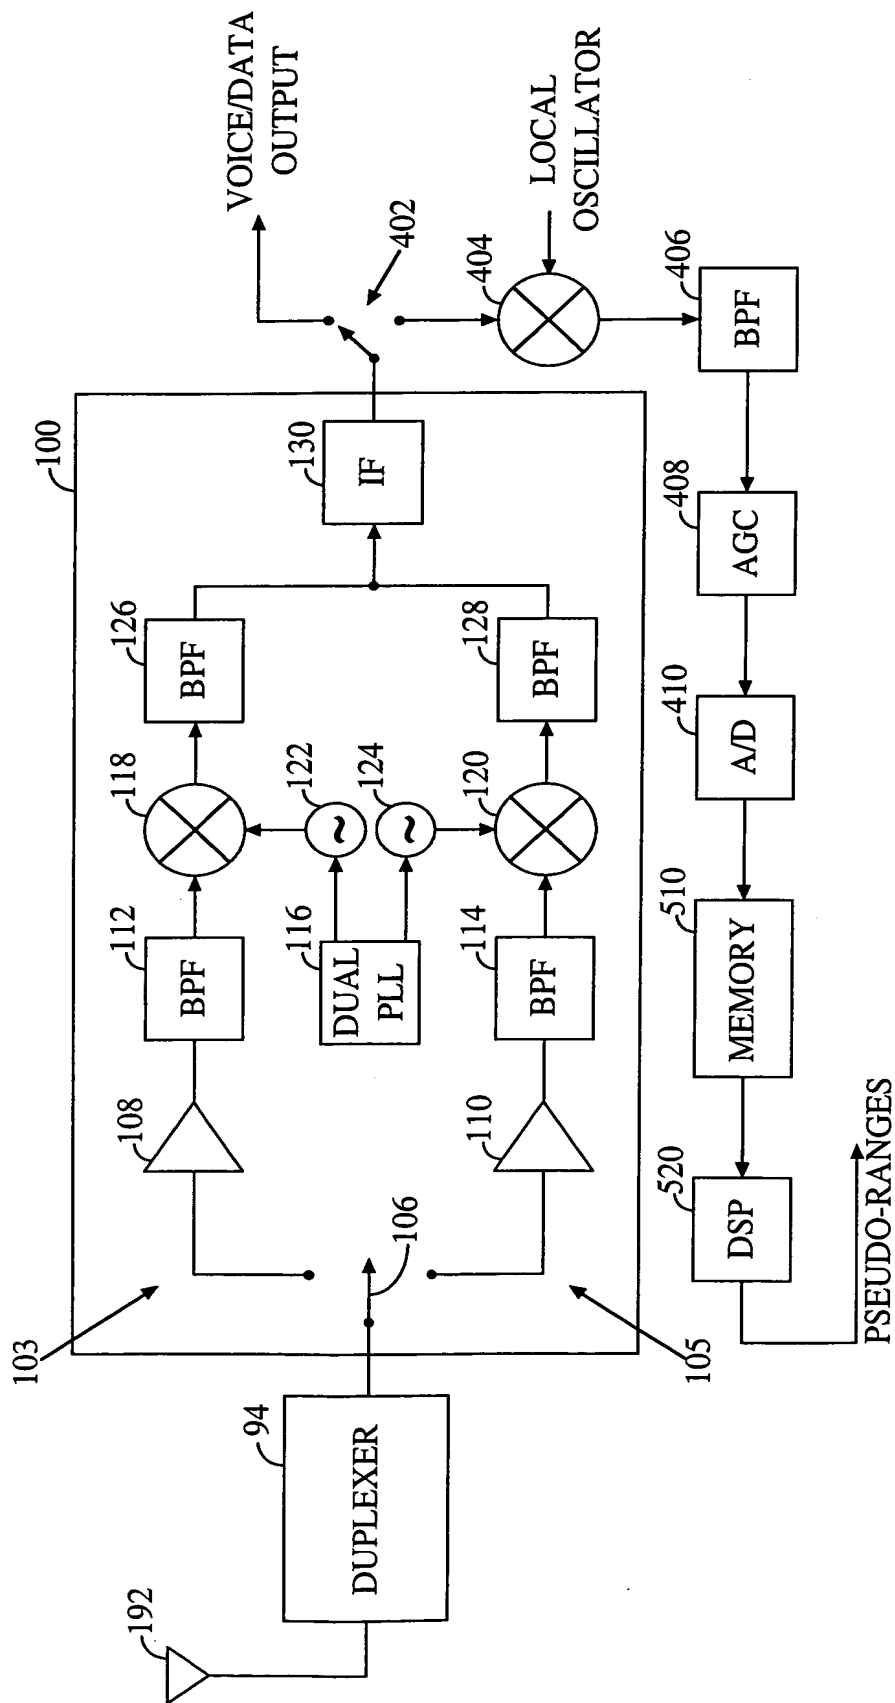 192
94
DUPLEXER
103
105
106
100
108
110
112
BPF
114
BPF
116
DUAL
PLL
118
120
122
~
124
~
126
BPF
128
BPF
130
IF
402
VOICE/DATA
OUTPUT
404
LOCAL
OSCILLATOR
406
BPF
408
AGC
410
A/D
510
MEMORY
520
DSP
PSEUDO-RANGES